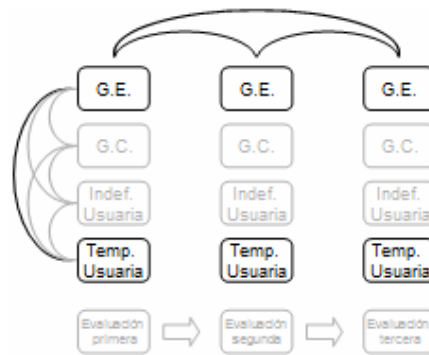 G.E. G.E. G.E.
G.C. G.C. G.C.
Indef. Indef. Indef.
Usuaria Usuaria Usuaria
Temp. Temp. Temp.
Usuaria Usuaria Usuaria
Evaluación Evaluación Evaluación
primera segunda tercera